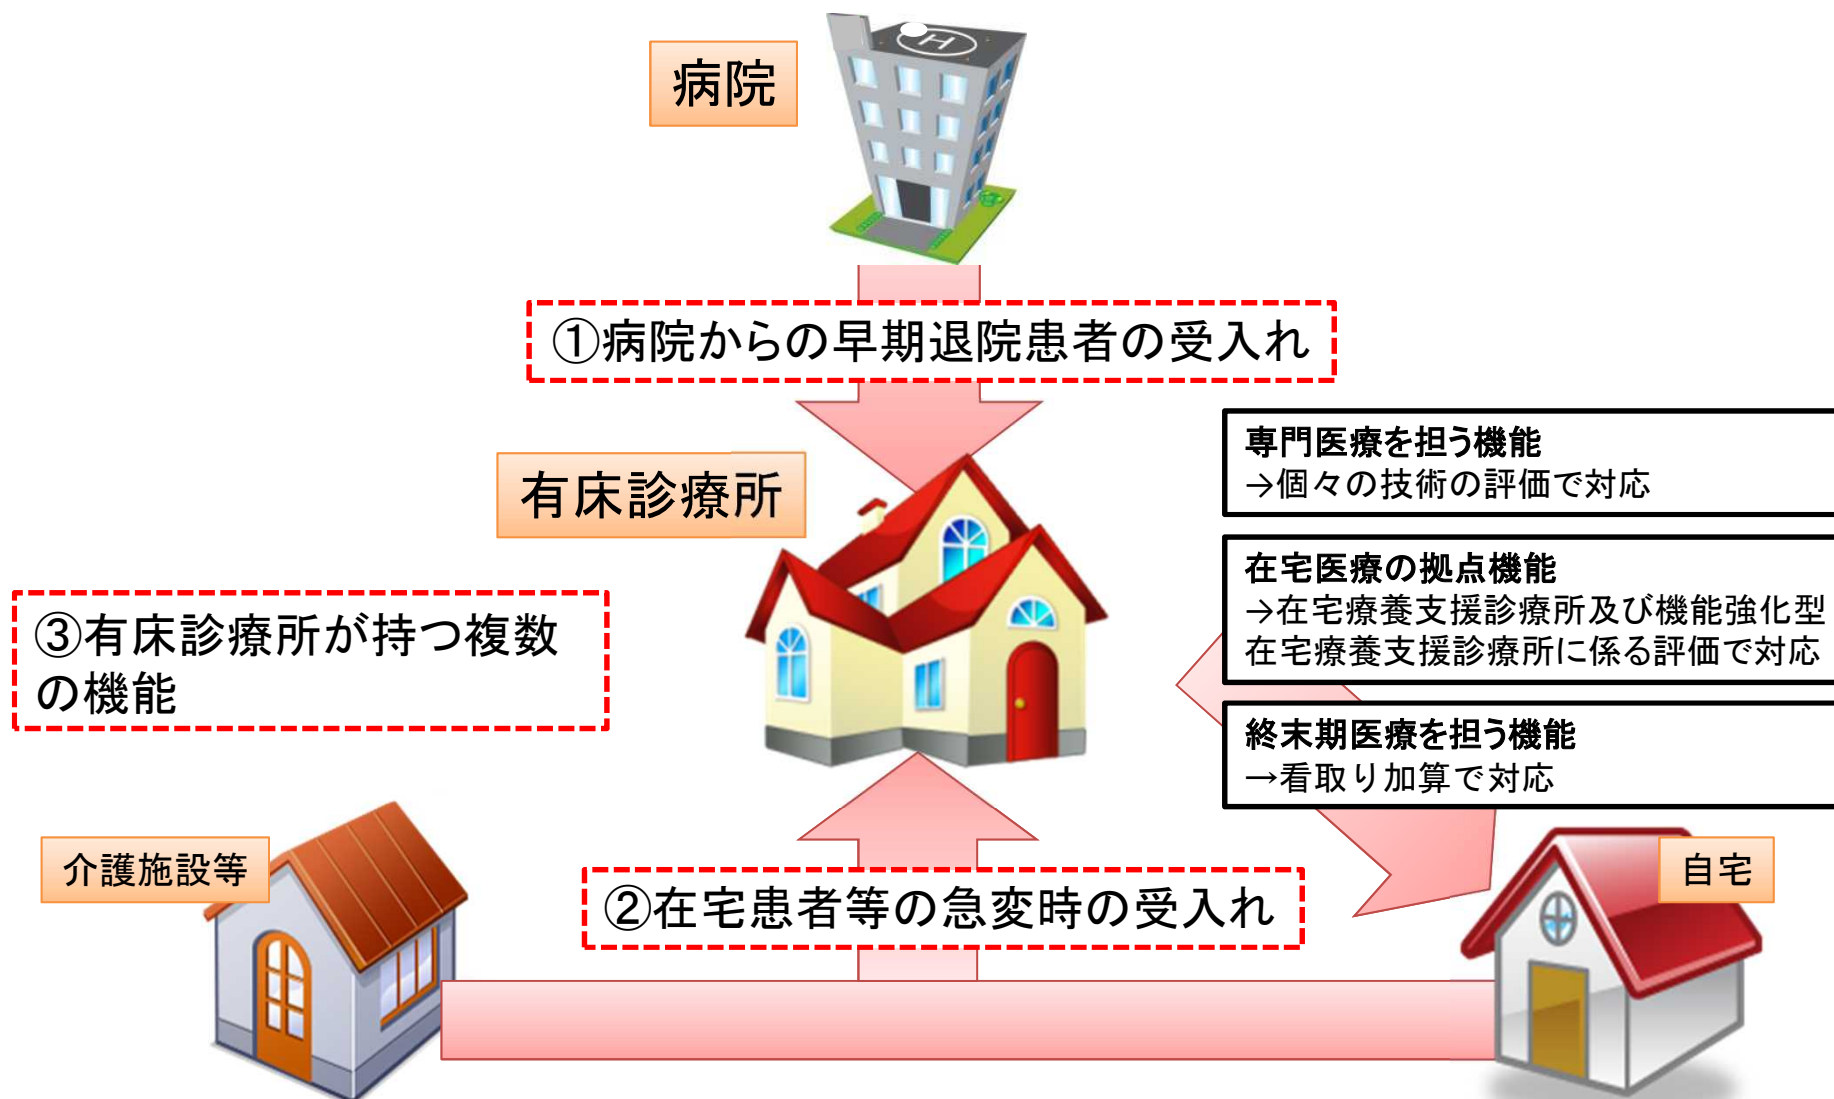 病院
H
①病院からの早期退院患者の受入れ
有床診療所
専門医療を担う機能
→個々の技術の評価で対応
在宅医療の拠点機能
→在宅療養支援診療所及び機能強化型
在宅療養支援診療所に係る評価で対応
③有床診療所が持つ複数
の機能
終末期医療を担う機能
→看取り加算で対応
介護施設等
自宅
②在宅患者等の急変時の受入れ